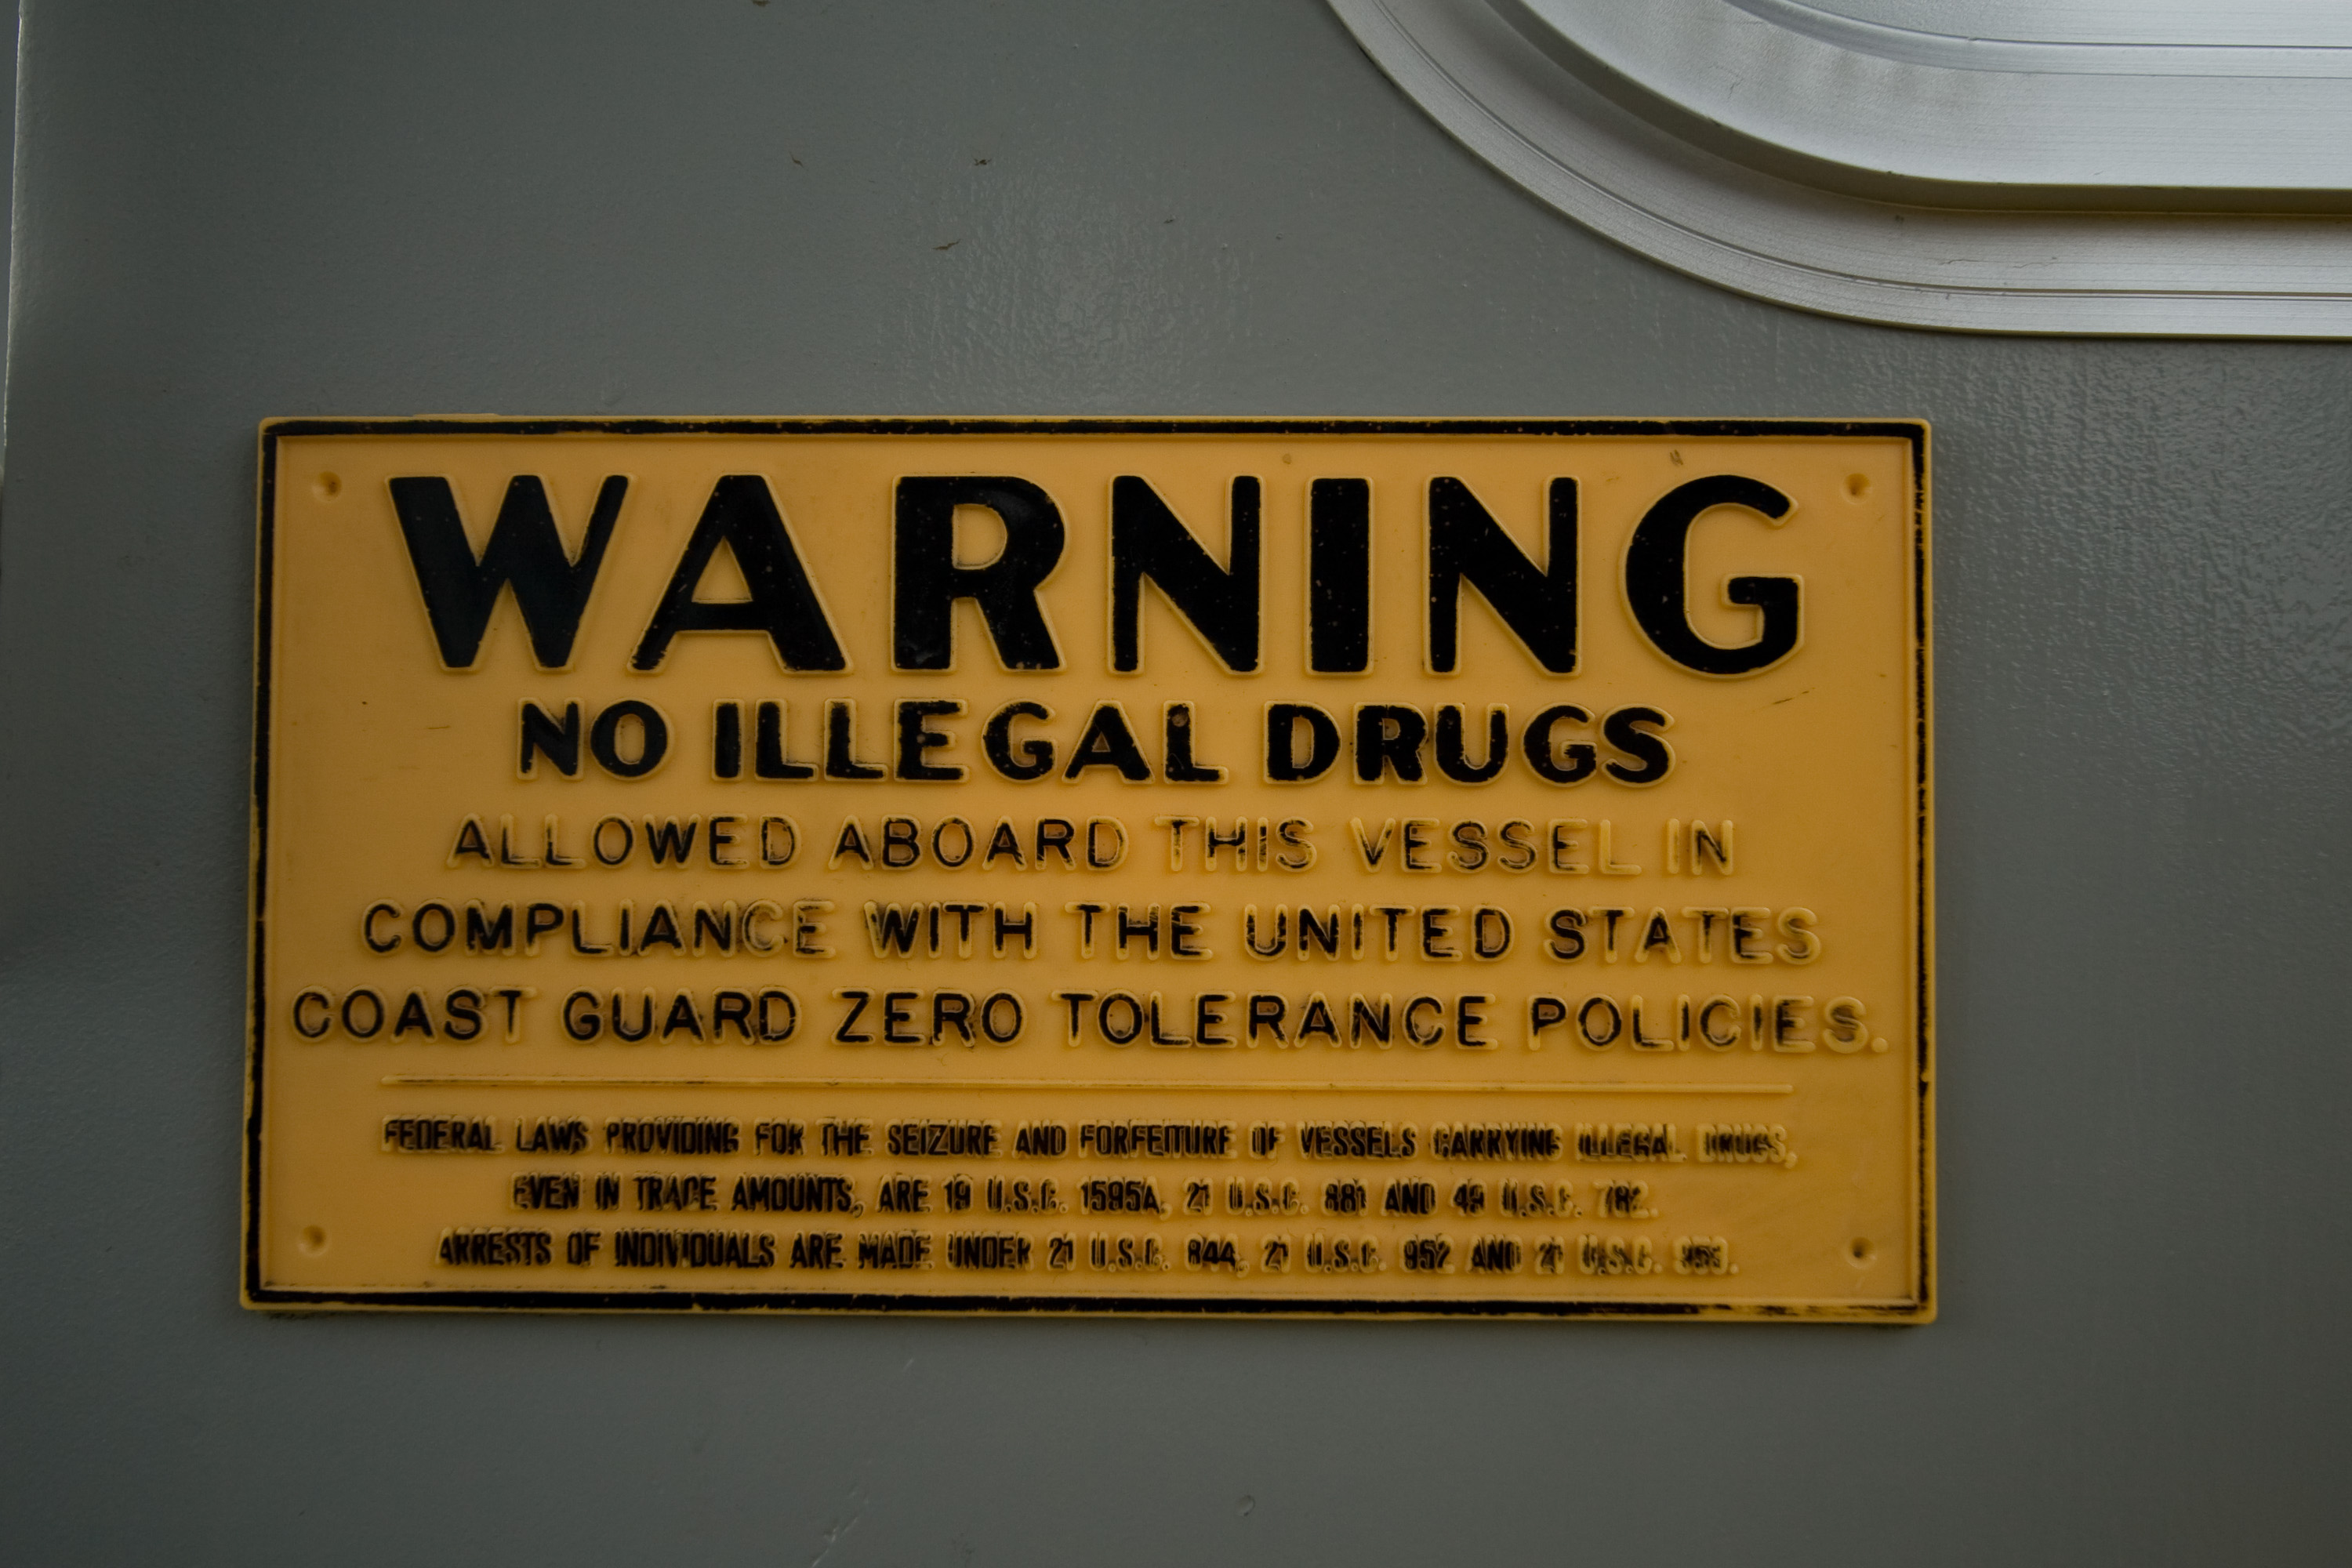 WARNING
NO ILLEGAL DRUGS
ALLOWED ABOARD THIS VESSEL IN
COMPLIANCE WITH THE UNITED STATES
COAST GUARD ZERO TOLERANCE POLICIES.
FEDERAL LAWS PROVIDING FOR THE SEIZURE AND FORFEITURE OF VESSELS CARRYING ILLEGAL DRUGS,
EVEN IN TRACE AMOUNTS, ARE 19 U.S.C. 1595A, 21 U.S.C. 881 AND 49 U.S.C. 782.
ARRESTS OF INDIVIDUALS ARE MADE UNDER 21 U.S.C. 844, 21 U.S.C. 952 AND 21 U.S.C. 953.